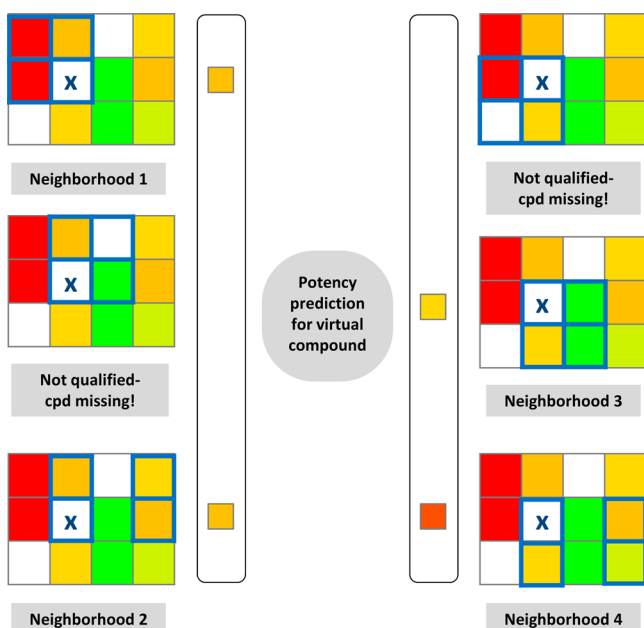 X
Neighborhood 1
X
Not qualified-
cpd missing!
X
Neighborhood 2
Potency
prediction
for virtual
compound
X
Not qualified-
cpd missing!
X
Neighborhood 3
X
Neighborhood 4